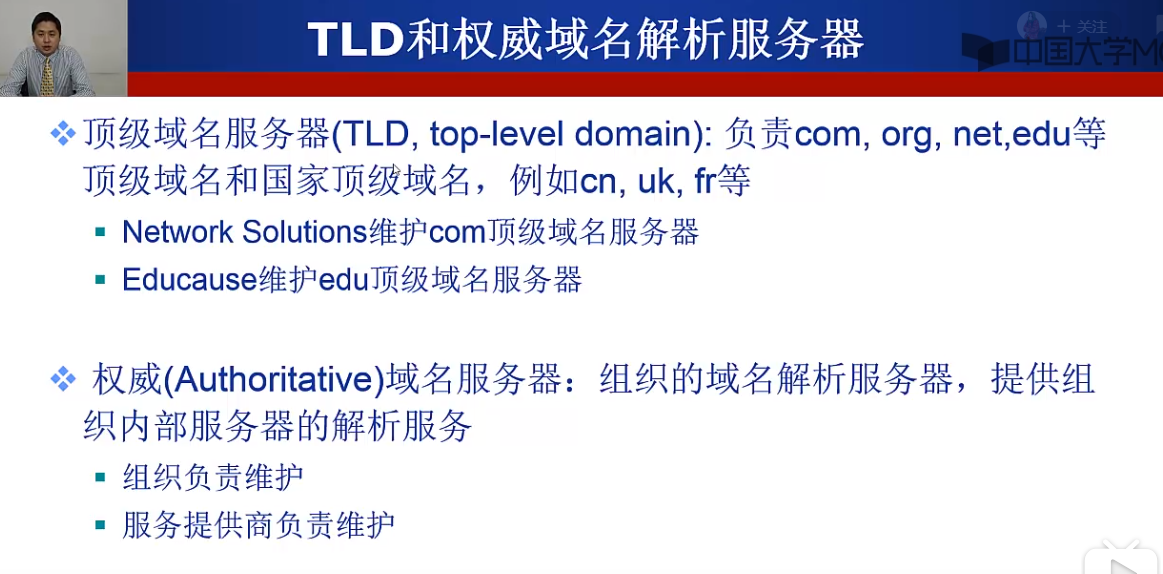 TLD和权威域名解析服务器
+ 关注
中国大学M
顶级域名服务器(TLD, top-level domain): 负责com, org, net,edu等
顶级域名和国家顶级域名，例如cn, uk, fr等
Network Solutions维护com顶级域名服务器
Educause维护edu顶级域名服务器
权威(Authoritative)域名服务器：组织的域名解析服务器，提供组
织内部服务器的解析服务
组织负责维护
服务提供商负责维护